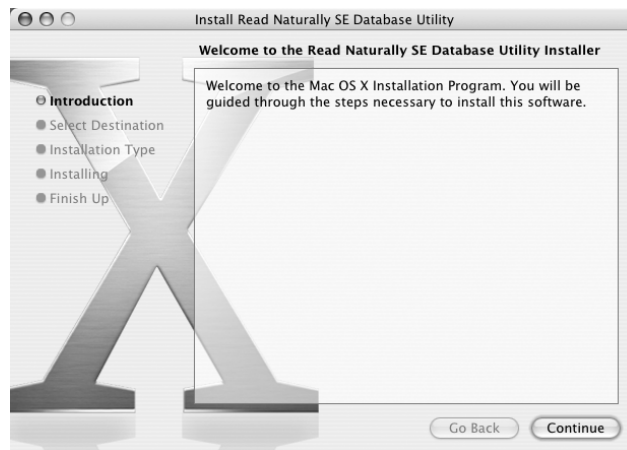 Install Read Naturally SE Database Utility
Welcome to the Read Naturally SE Database Utility Installer
Introduction
Select Destination
Installation Type
Installing
Finish Up
Welcome to the Mac OS X Installation Program. You will be
guided through the steps necessary to install this software.
Go Back
Continue